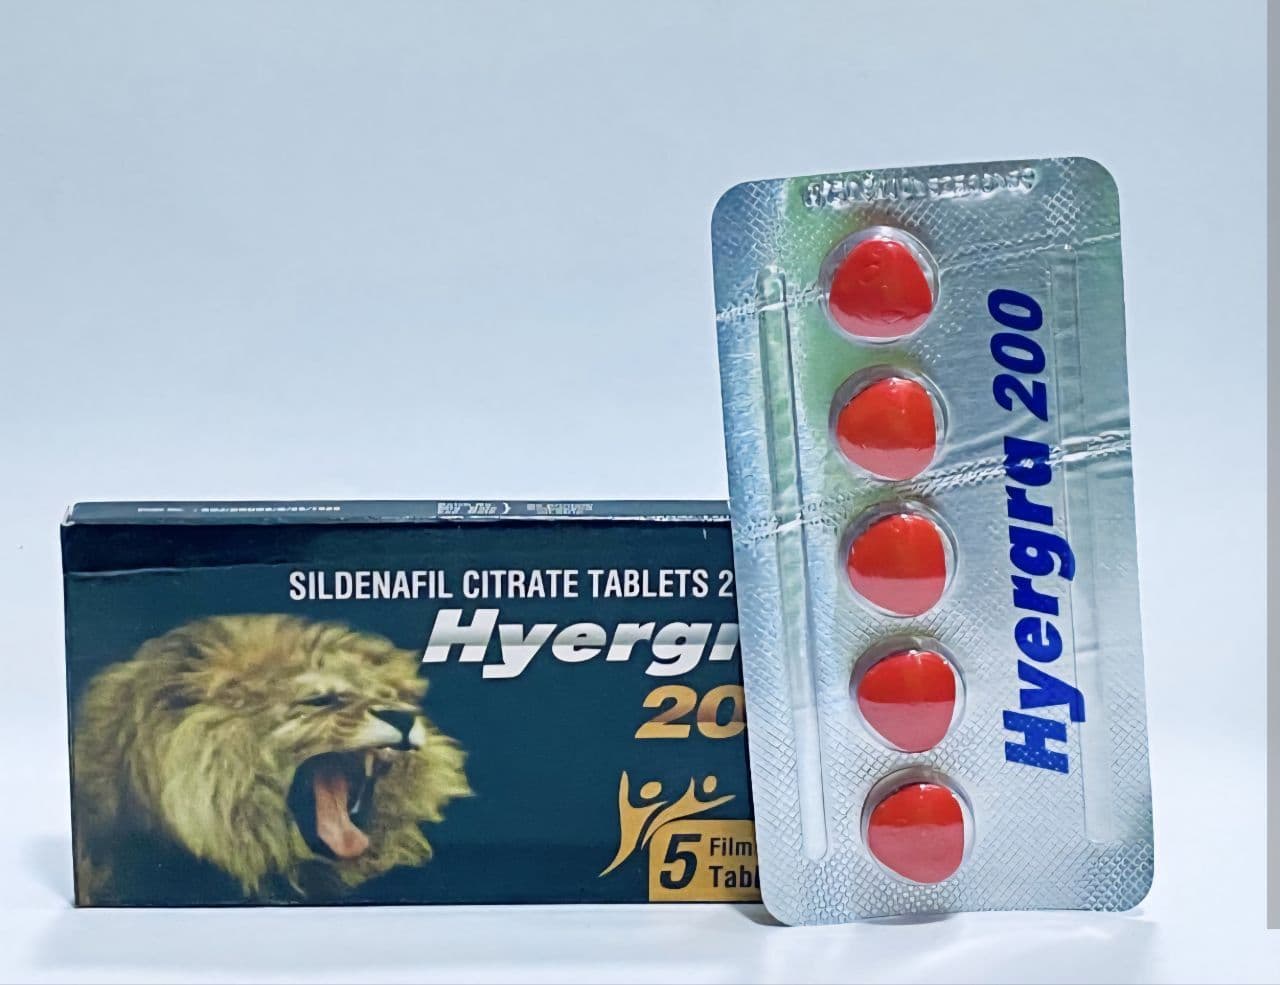 SILDENAFIL CITRATE TABLETS 2
Hyergr
20
5 Film
Tabl
Hyergra 200